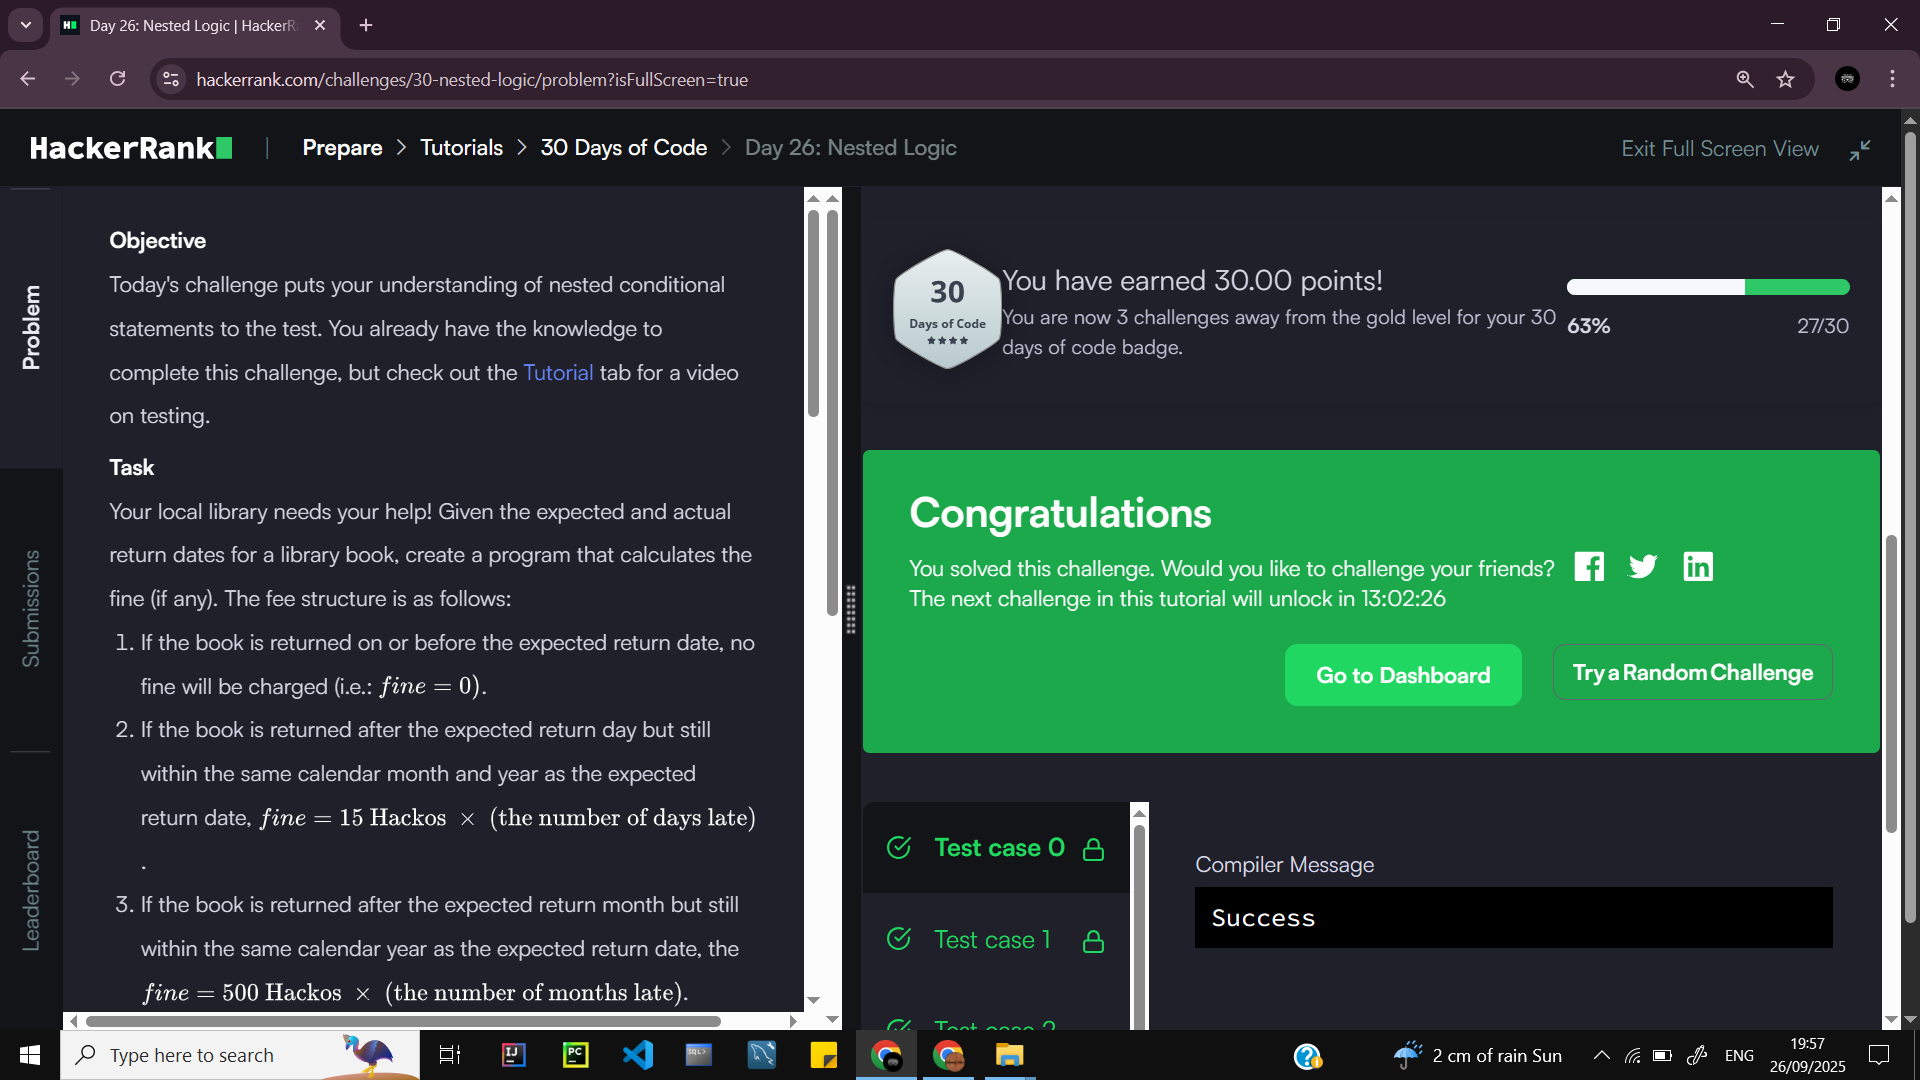 Day 26: Nested Logic | HackerR
hackerrank.com/challenges/30-nested-logic/problem?isFullScreen=true
HackerRank
Prepare > Tutorials > 30 Days of Code > Day 26: Nested Logic
Exit Full Screen View
Problem
Submissions
Leaderboard
Objective
Today's challenge puts your understanding of nested conditional
statements to the test. You already have the knowledge to
complete this challenge, but check out the Tutorial tab for a video
on testing.
Task
Your local library needs your help! Given the expected and actual
return dates for a library book, create a program that calculates the
fine (if any). The fee structure is as follows:
1. If the book is returned on or before the expected return date, no
fine will be charged (i.e.: fine = 0).
2. If the book is returned after the expected return day but still
within the same calendar month and year as the expected
return date, fine = 15 Hackos × (the number of days late)
.
3. If the book is returned after the expected return month but still
within the same calendar year as the expected return date, the
fine = 500 Hackos × (the number of months late).
30
Days of Code
You have earned 30.00 points!
You are now 3 challenges away from the gold level for your 30
days of code badge.
63%
27/30
Congratulations
You solved this challenge. Would you like to challenge your friends?
The next challenge in this tutorial will unlock in 13:02:26
Go to Dashboard
Try a Random Challenge
Test case 0
Test case 1
Test case 2
Compiler Message
Success
Type here to search
2 cm of rain Sun
ENG
19:57
26/09/2025